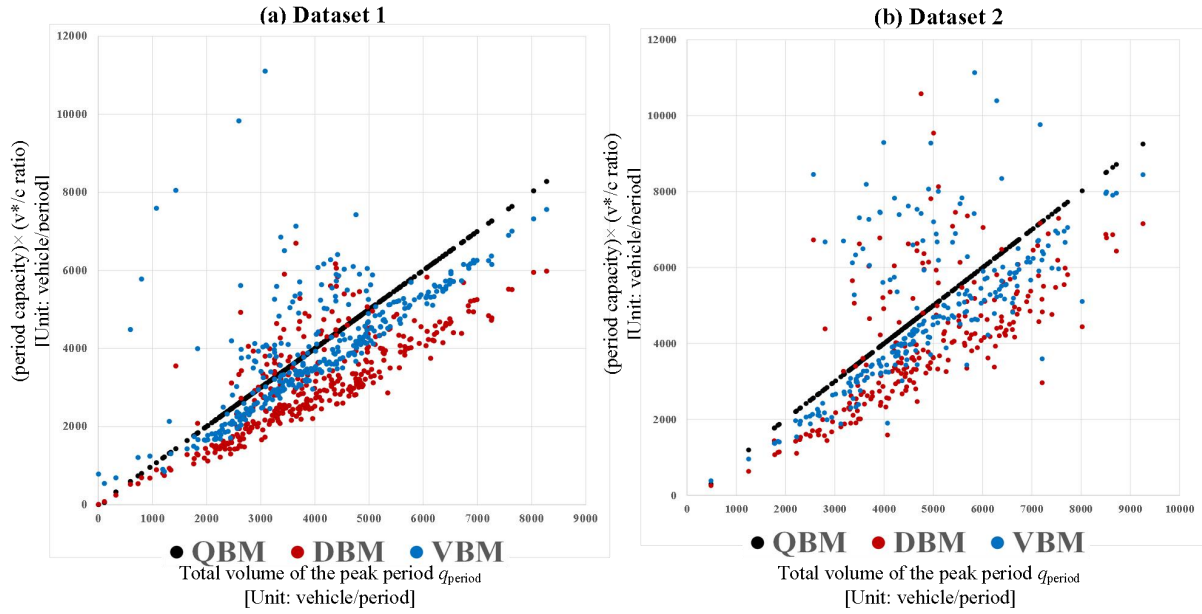 (a) Dataset 1
12000
10000
8000
6000
4000
2000
0
0 1000 2000 3000 4000 5000 6000 7000 8000 9000
(period capacity)× (v*/c ratio)
[Unit: vehicle/period]
QBM DBM VBM
Total volume of the peak period qperiod
[Unit: vehicle/period]
(b) Dataset 2
12000
10000
8000
6000
4000
2000
0
0 1000 2000 3000 4000 5000 6000 7000 8000 9000 10000
(period capacity)× (v*/c ratio)
[Unit: vehicle/period]
QBM DBM VBM
Total volume of the peak period qperiod
[Unit: vehicle/period]